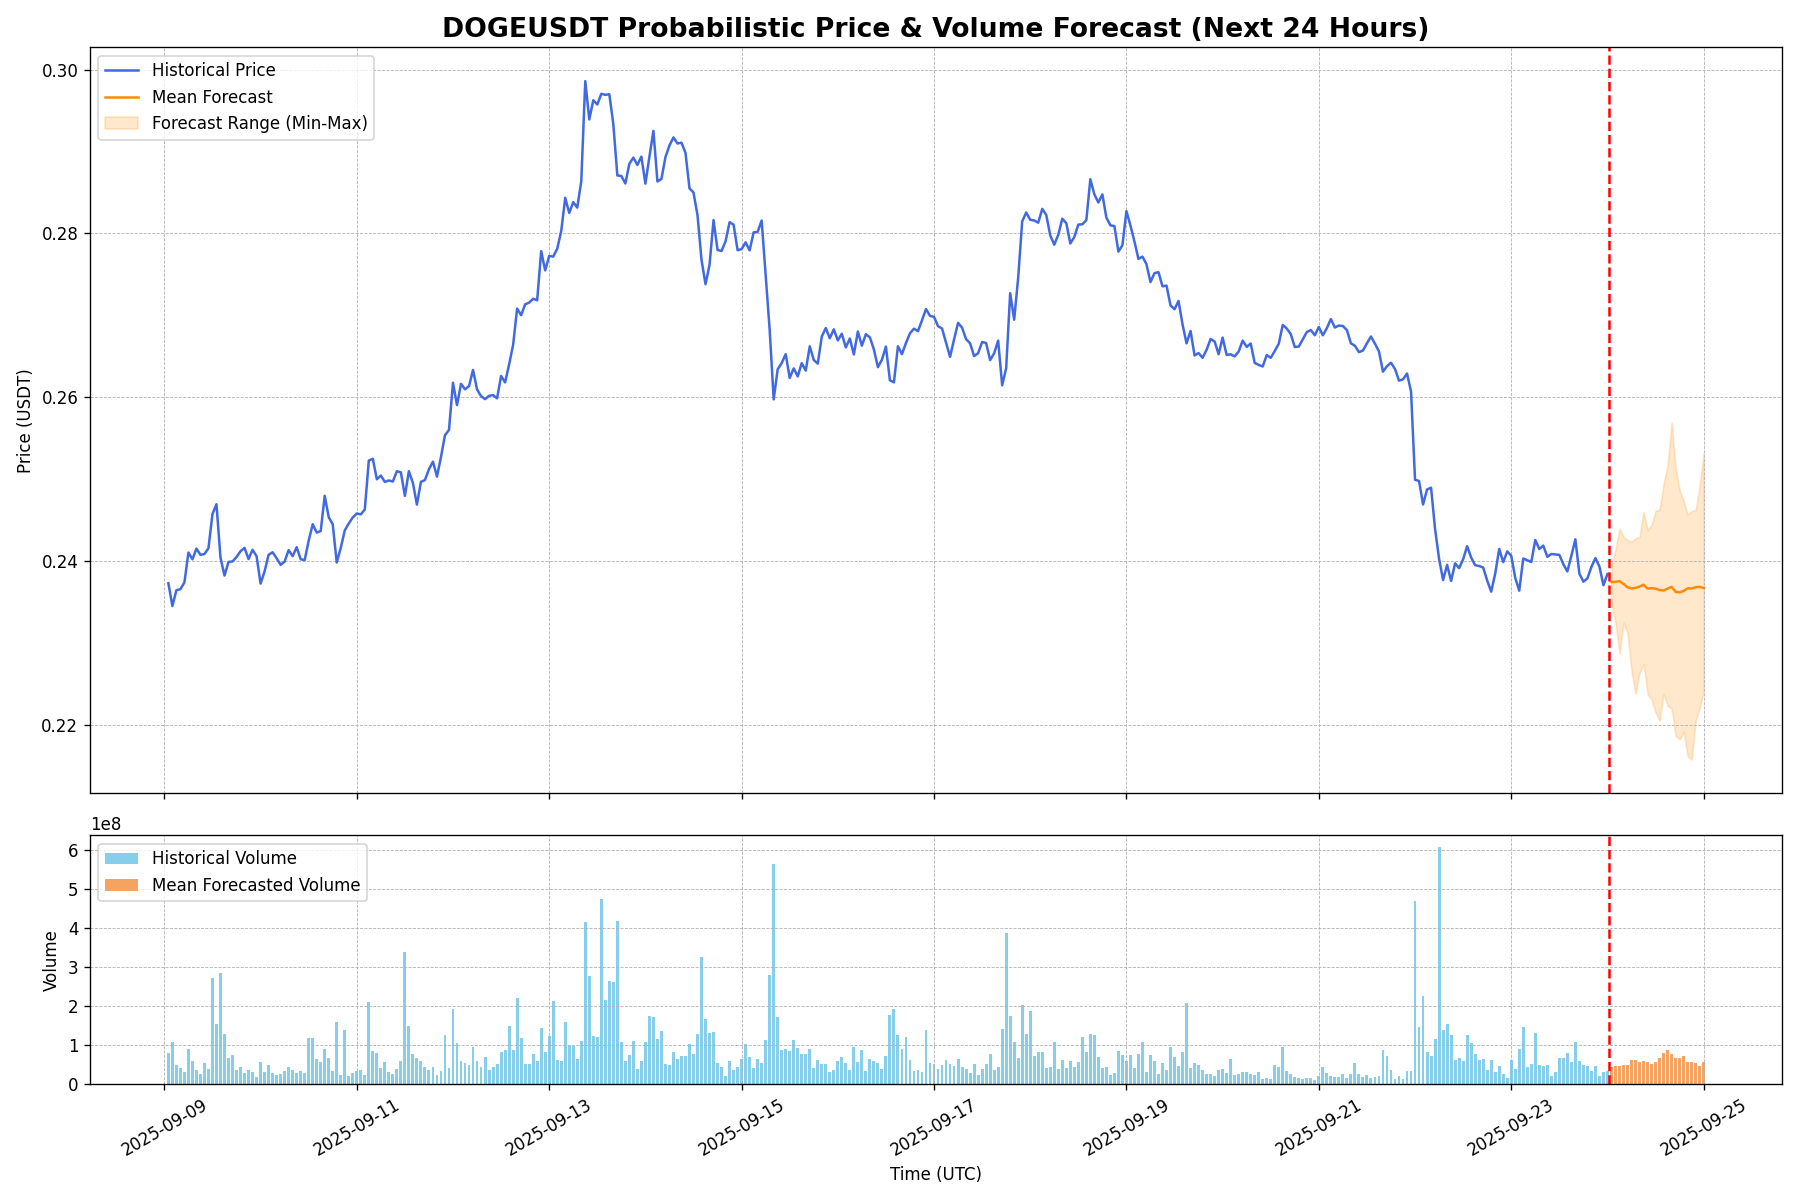 DOGEUSDT Probabilistic Price & Volume Forecast (Next 24 Hours)
Historical Price
Mean Forecast
Forecast Range (Min-Max)
0.30
0.28
0.26
0.24
0.22
Price (USDT)
1e8
Historical Volume
Mean Forecasted Volume
6
5
4
3
2
1
0
Volume
2025-09-09
2025-09-11
2025-09-13
2025-09-15
2025-09-17
2025-09-19
2025-09-21
2025-09-23
2025-09-25
Time (UTC)